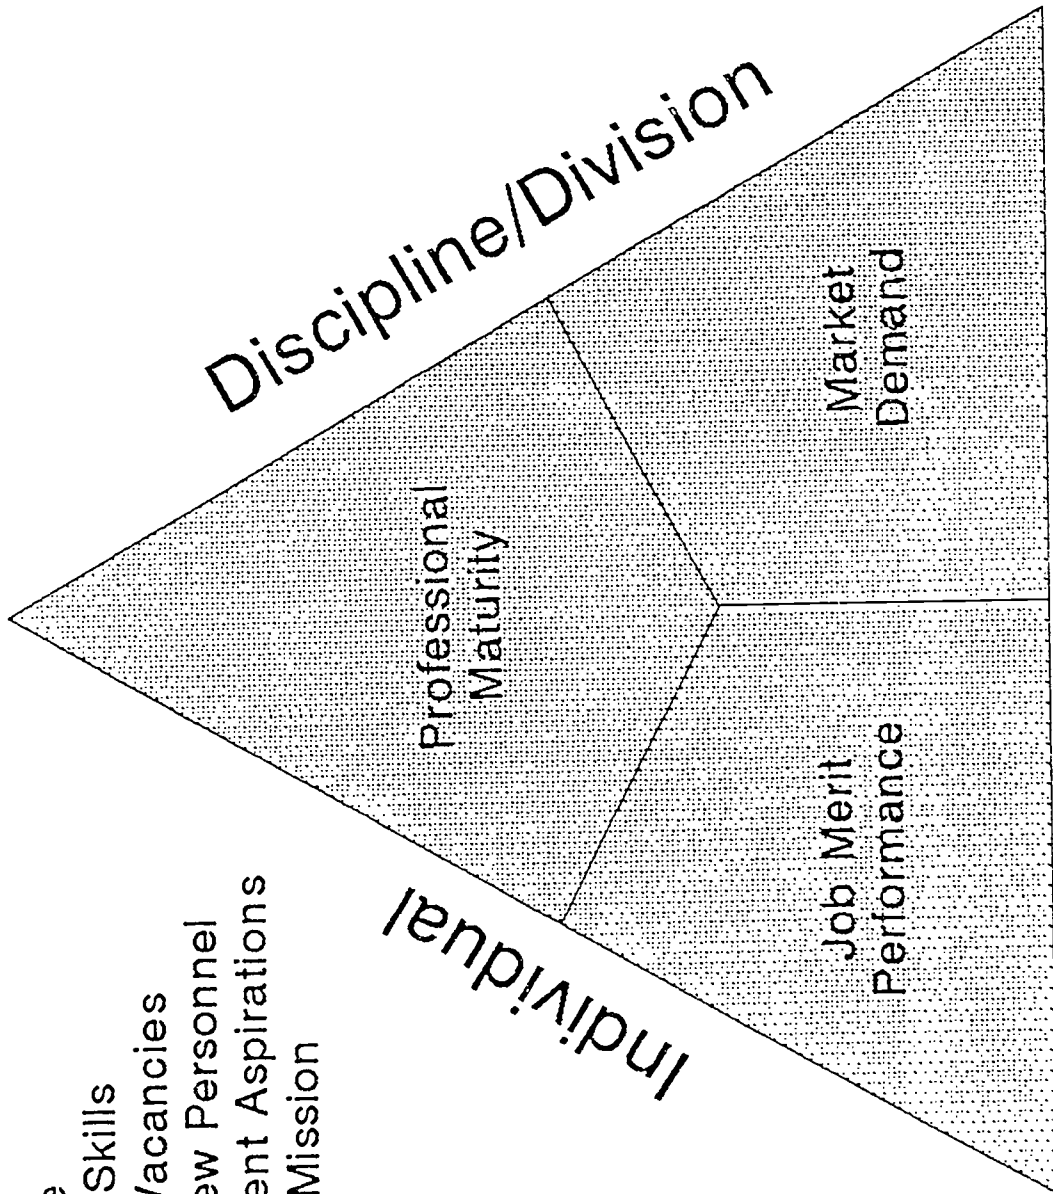 Skills
Vacancies
ew Personnel
ent Aspirations
Mission
Individual
Discipline/Division
Professional
Maturity
Job Merit
Performance
Market
Demand